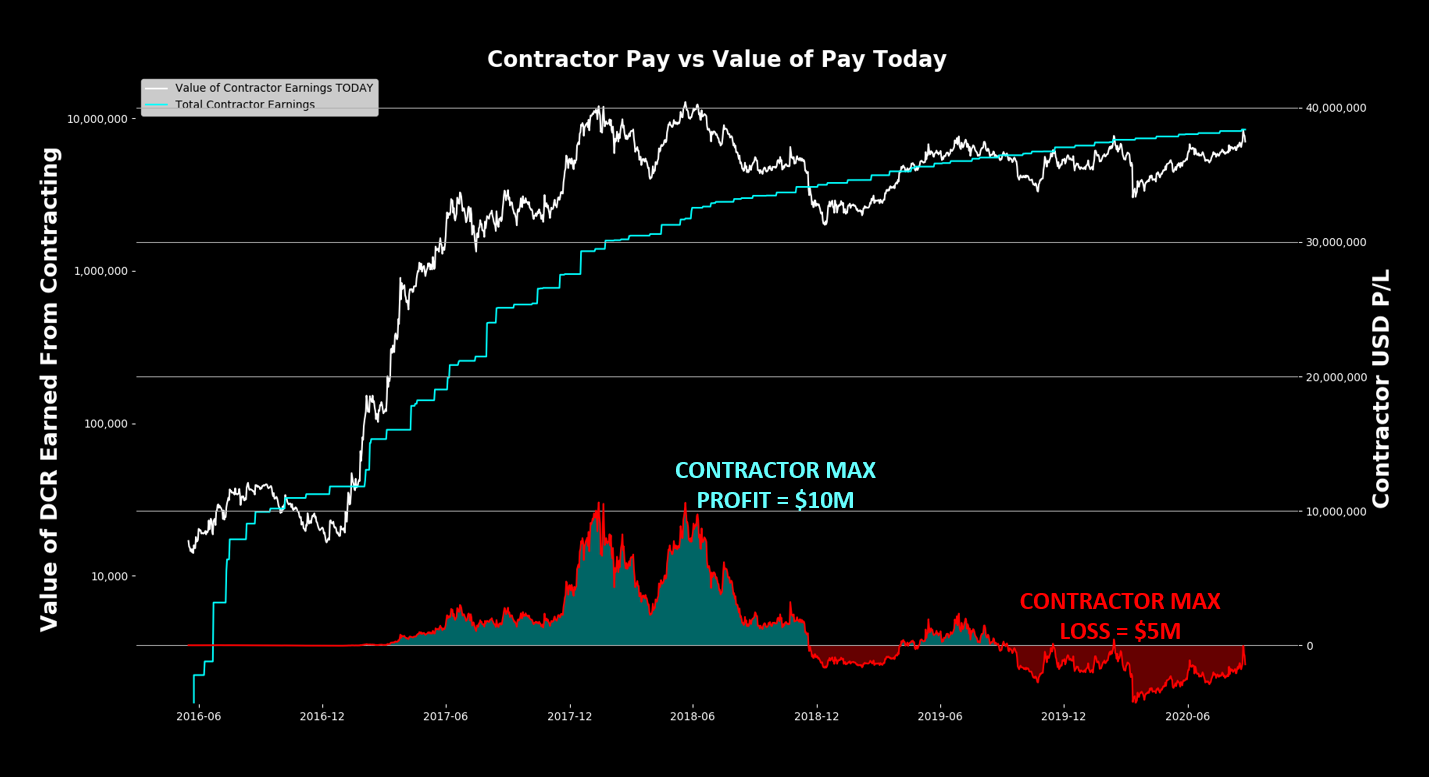 Contractor Pay vs Value of Pay Today
Value of Contractor Earnings TODAY
Total Contractor Earnings
Value of DCR Earned From Contracting
10,000,000
1,000,000
100,000
10,000
40,000,000
30,000,000
20,000,000
10,000,000
0
Contractor USD P/L
CONTRACTOR MAX
PROFIT = $10M
CONTRACTOR MAX
LOSS = $5M
2016-06
2016-12
2017-06
2017-12
2018-06
2018-12
2019-06
2019-12
2020-06